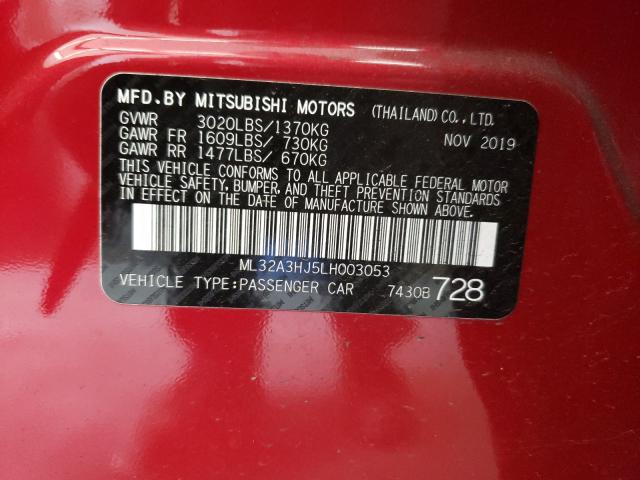 MFD.BY MITSUBISHI MOTORS (THAILAND) CO., LTD.
GVWR 3020LBS/1370KG NOV 2019
GAWR FR 1609LBS/ 730KG
GAWR RR 1477LBS/ 670KG
THIS VEHICLE CONFORMS TO ALL APPLICABLE FEDERAL MOTOR
VEHICLE SAFETY, BUMPER, AND THEFT PREVENTION STANDARDS
IN EFFECT ON THE DATE OF MANUFACTURE SHOWN ABOVE.
ML32A3HJ5LH003053
VEHICLE TYPE:PASSENGER CAR 7430B 728